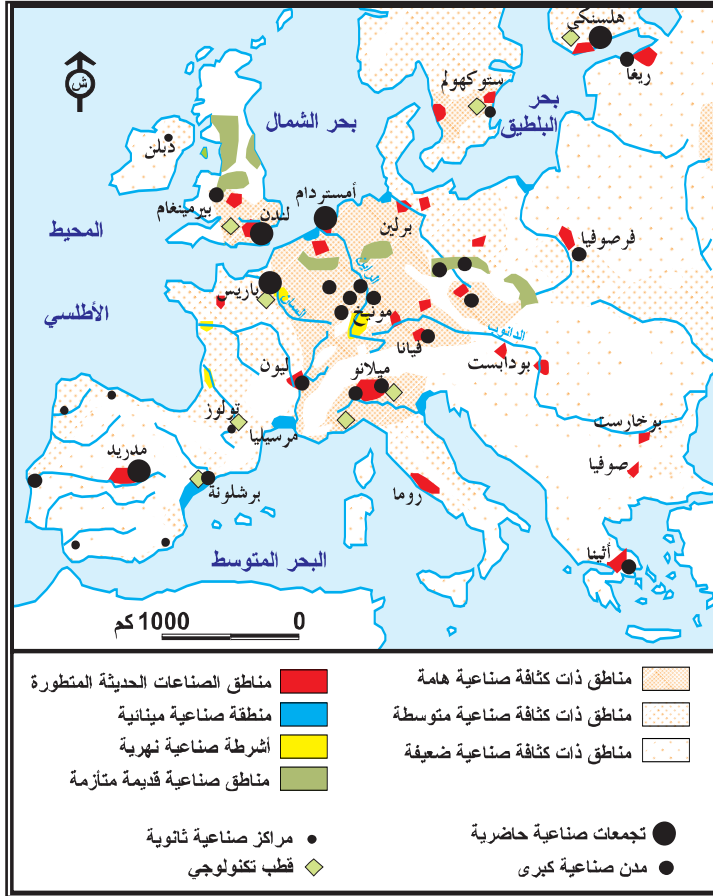 هلسنكي
ريغا
ستوكهولم
بحر
البلطيق
بحر الشمال
ش
دبلن
بيرمينغام
لندن
أمستردام
برلين
فرصوفيا
المحيط
الأطلسي
الراين
باريس
السان
مونيخ
الدانوب
فيانا
بودابست
ليون
ميلانو
تولوز
مرسيليا
بوخارست
صوفيا
مدريد
برشلونة
روما
أثينا
البحر المتوسط
0 1000 كم
مناطق ذات كثافة صناعية هامة
مناطق ذات كثافة صناعية متوسطة
مناطق ذات كثافة صناعية ضعيفة
مناطق الصناعات الحديثة المتطورة
منطقة صناعية مينائية
أشرطة صناعية نهرية
مناطق صناعية قديمة متأزمة
تجمعات صناعية حاضرية
مدن صناعية كبرى
مراكز صناعية ثانوية
قطب تكنولوجي